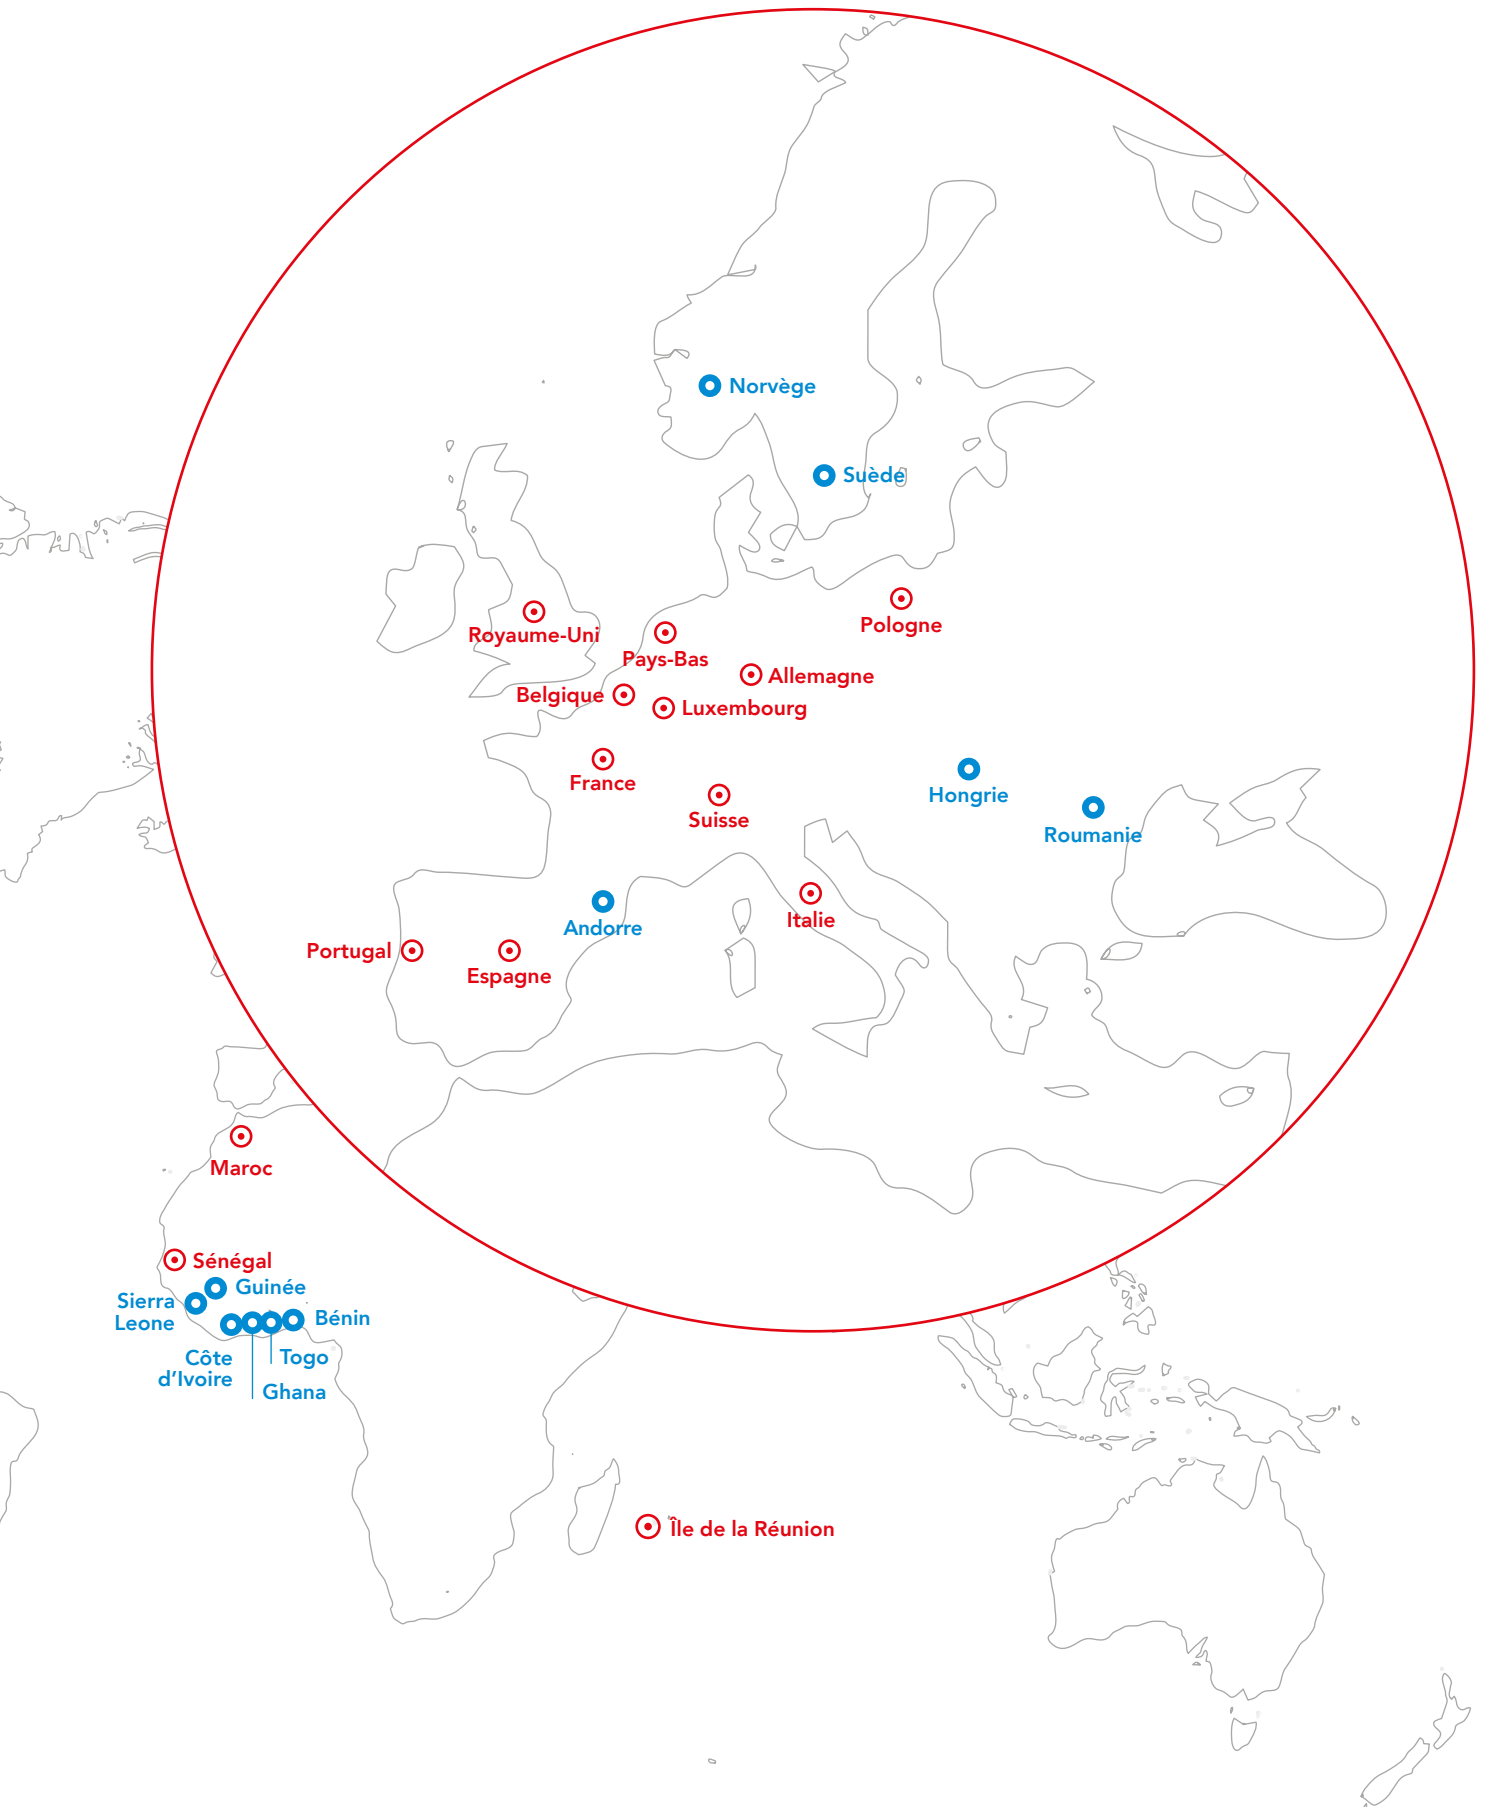 Norvège
Suède
Pologne
Royaume-Uni
Pays-Bas
Allemagne
Belgique
Luxembourg
France
Suisse
Hongrie
Roumanie
Andorre
Italie
Portugal
Espagne
Maroc
Sénégal
Guinée
Sierra
Leone
Bénin
Côte
d’Ivoire
Togo
Ghana
Île de la Réunion